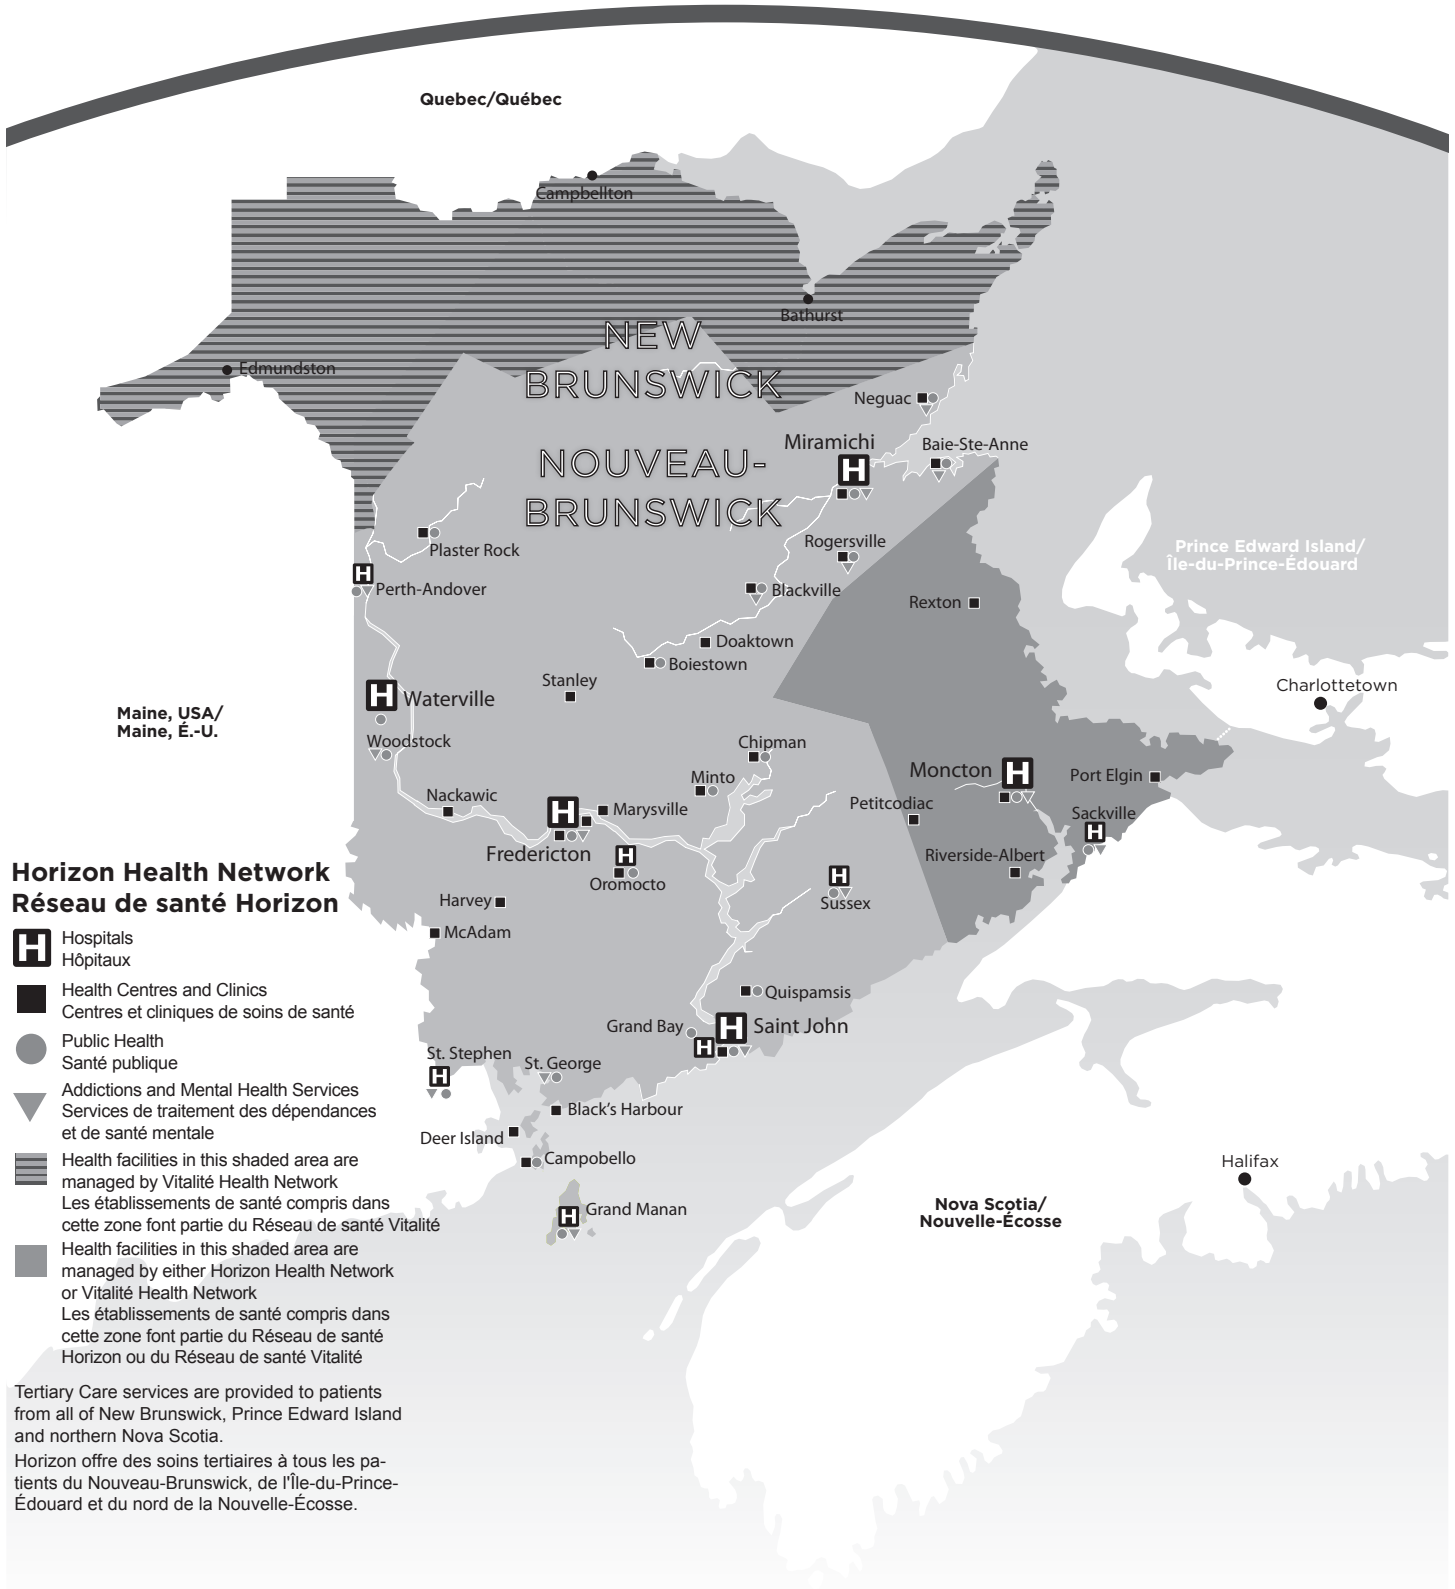 Quebec/Québec
Campbellton
Bathurst
NEW
BRUNSWICK
Edmundston
Neguac
NOUVEAU-
BRUNSWICK
Miramichi
H
Baie-Ste-Anne
Plaster Rock
Rogersville
Prince Edward Island/
Île-du-Prince-Édouard
H
Perth-Andover
Blackville
Rexton
Doaktown
Boiestown
Stanley
H
Waterville
Charlottetown
Maine, USA/
Maine, É.-U.
Woodstock
Chipman
Moncton
H
Port Elgin
Minto
Nackawic
H
Marysville
Petitcodiac
Sackville
H
Fredericton
H
Oromocto
Riverside-Albert
H
Sussex
Harvey
McAdam
Quispamsis
Grand Bay
H
Saint John
H
St. Stephen
H
St. George
Black's Harbour
Deer Island
Campobello
Halifax
Grand Manan
H
Nova Scotia/
Nouvelle-Écosse
Horizon Health Network
Réseau de santé Horizon
H
Hospitals
Hôpitaux
Health Centres and Clinics
Centres et cliniques de soins de santé
Public Health
Santé publique
Addictions and Mental Health Services
Services de traitement des dépendances
et de santé mentale
Health facilities in this shaded area are
managed by Vitalité Health Network
Les établissements de santé compris dans
cette zone font partie du Réseau de santé Vitalité
Health facilities in this shaded area are
managed by either Horizon Health Network
or Vitalité Health Network
Les établissements de santé compris dans
cette zone font partie du Réseau de santé
Horizon ou du Réseau de santé Vitalité
Tertiary Care services are provided to patients
from all of New Brunswick, Prince Edward Island
and northern Nova Scotia.
Horizon offre des soins tertiaires à tous les pa-
tients du Nouveau-Brunswick, de l'Île-du-Prince-
Édouard et du nord de la Nouvelle-Écosse.